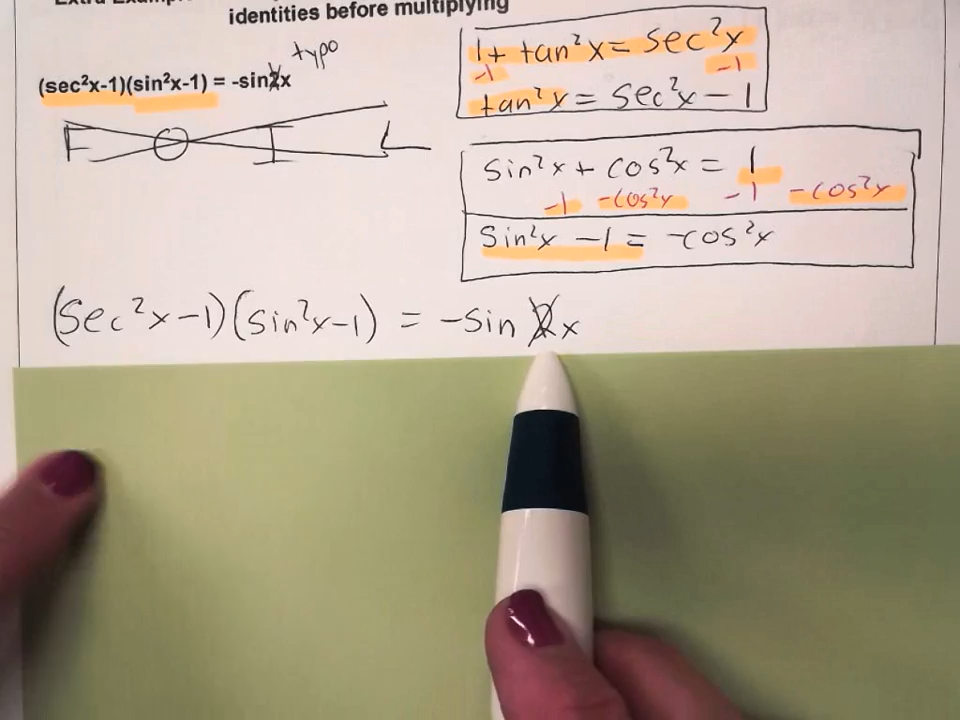 identities before multiplying
typo
(sec²x-1)(sin²x-1) = -sin2x
FOIL
1 + tan²x = sec²x
-1 -1
tan²x = sec²x - 1
sin²x + cos²x = 1
-1 -cos²x -1 -cos²x
sin²x - 1 = -cos²x
(sec²x-1)(sin²x-1) = -sin 2x